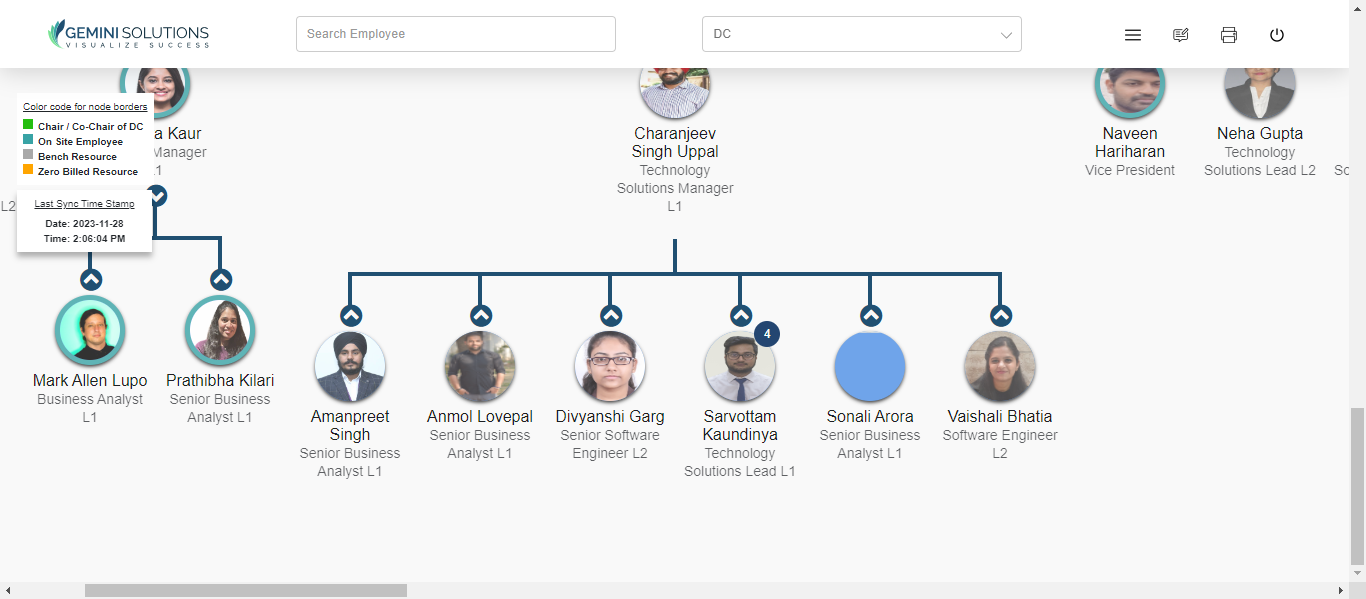 GEMINI SOLUTIONS
VISUALIZE SUCCESS
Search Employee
DC
Color code for node borders
Chair / Co-Chair of DC
On Site Employee
Bench Resource
Zero Billed Resource
Last Sync Time Stamp
Date: 2023-11-28
Time: 2:06:04 PM
L2
a Kaur
Manager
L1
Charanjeev
Singh Uppal
Technology
Solutions Manager
L1
Naveen
Hariharan
Vice President
Neha Gupta
Technology
Solutions Lead L2
Sc
Mark Allen Lupo
Business Analyst
L1
Prathibha Kilari
Senior Business
Analyst L1
Amanpreet
Singh
Senior Business
Analyst L1
Anmol Lovepal
Senior Business
Analyst L1
Divyanshi Garg
Senior Software
Engineer L2
4
Sarvottam
Kaundinya
Technology
Solutions Lead L1
Sonali Arora
Senior Business
Analyst L1
Vaishali Bhatia
Software Engineer
L2